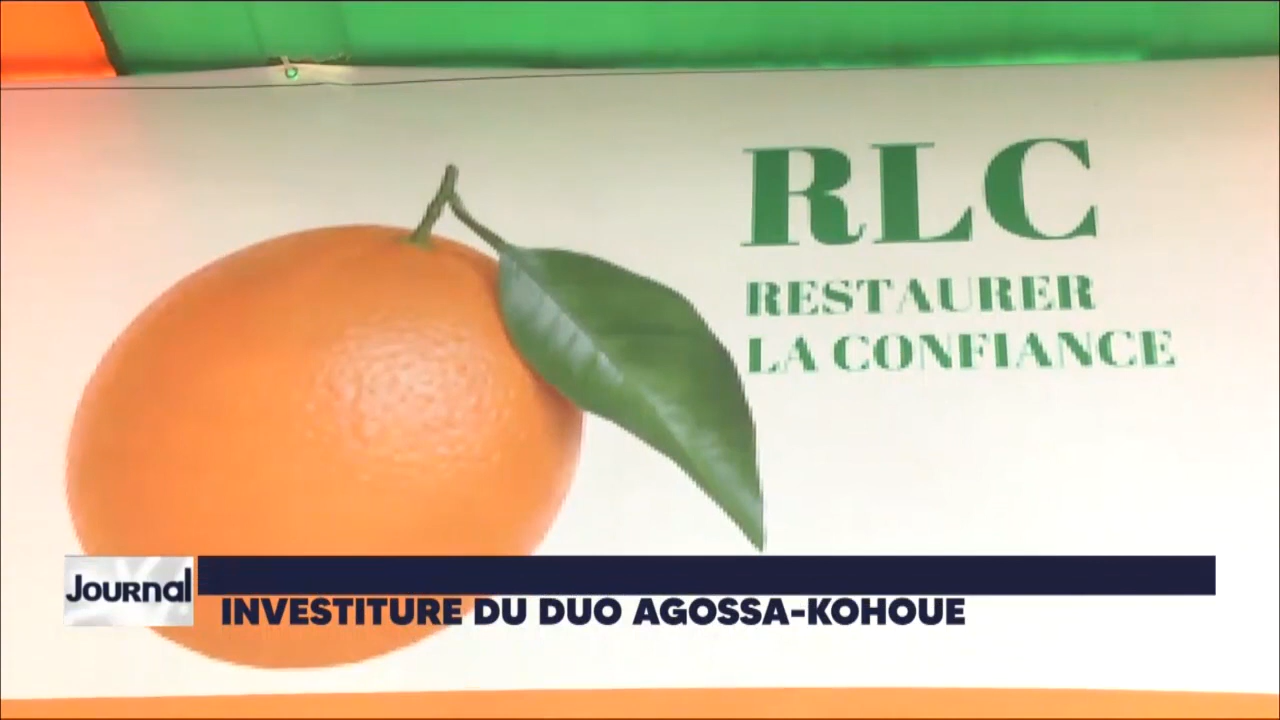 RLC
RESTAURER
LA CONFIANCE
Journal
INVESTITURE DU DUO AGOSSA-KOHOUE